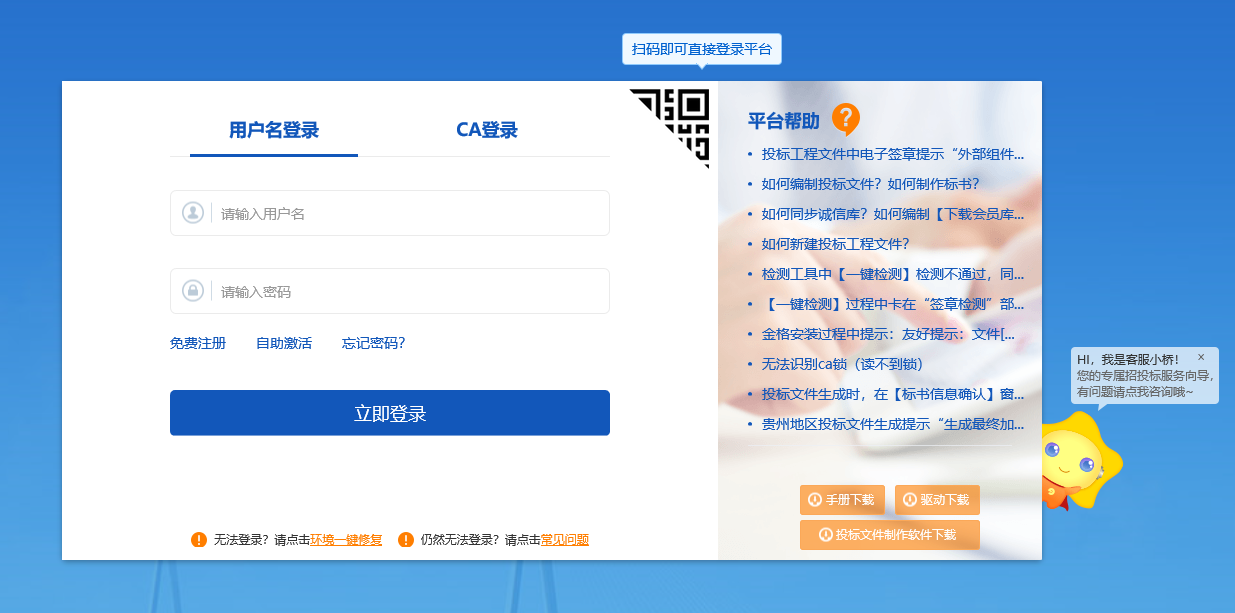 扫码即可直接登录平台
用户名登录
CA登录
请输入用户名
请输入密码
免费注册
自助激活
忘记密码?
立即登录
无法登录？请点击环境一键修复
仍然无法登录？请点击常见问题
平台帮助
投标工程文件中电子签章提示“外部组件...
如何编制投标文件？如何制作标书？
如何同步诚信库？如何编制【下载会员库...
如何新建投标工程文件？
检测工具中【一键检测】检测不通过，同...
【一键检测】过程中卡在“签章检测”部...
金格安装过程中提示：友好提示：文件[...
无法识别ca锁（读不到锁）
投标文件生成时，在【标书信息确认】窗...
贵州地区投标文件生成提示“生成最终加...
手册下载
驱动下载
投标文件制作软件下载
HI，我是客服小桥！
您的专属招投标服务向导，
有问题请点我咨询哦~